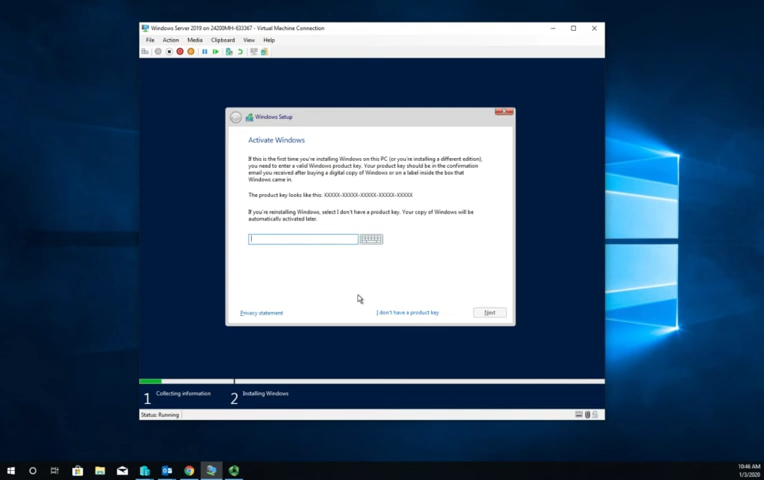 Windows Server 2019 on 24200MH-633367 - Virtual Machine Connection
File Action Media Clipboard View Help
Windows Setup
Activate Windows
If this is the first time you're installing Windows on this PC (or you're installing a different edition),
you need to enter a valid Windows product key. Your product key should be in the confirmation
email you received after buying a digital copy of Windows or on a label inside the box that
Windows came in.
The product key looks like this: XXXXX-XXXXX-XXXXX-XXXXX-XXXXX
If you're reinstalling Windows, select I don't have a product key. Your copy of Windows will be
automatically activated later.
Privacy statement I don't have a product key Next
1 Collecting information 2 Installing Windows
Status: Running
10:46 AM
1/3/2020